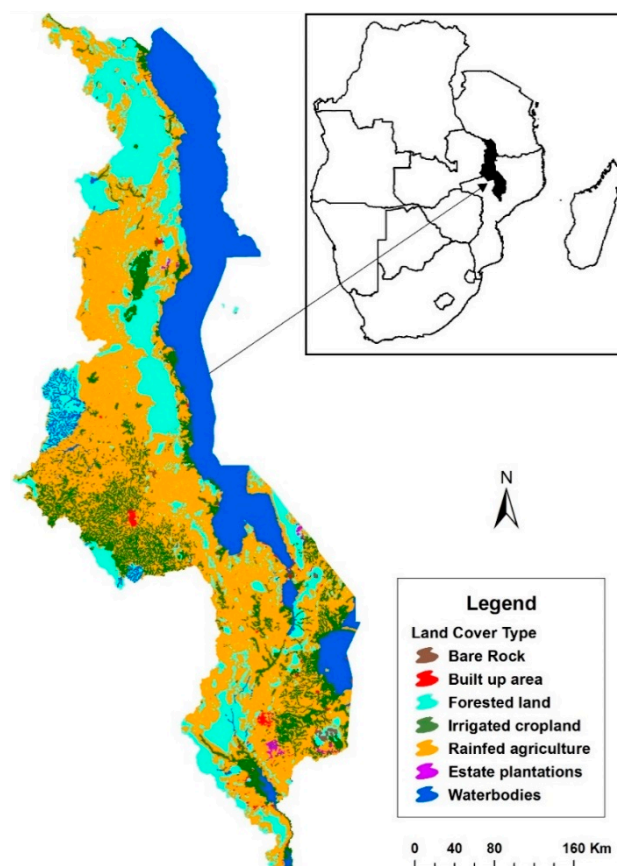 N
Legend
Land Cover Type
Bare Rock
Built up area
Forested land
Irrigated cropland
Rainfed agriculture
Estate plantations
Waterbodies
0 40 80 160 Km